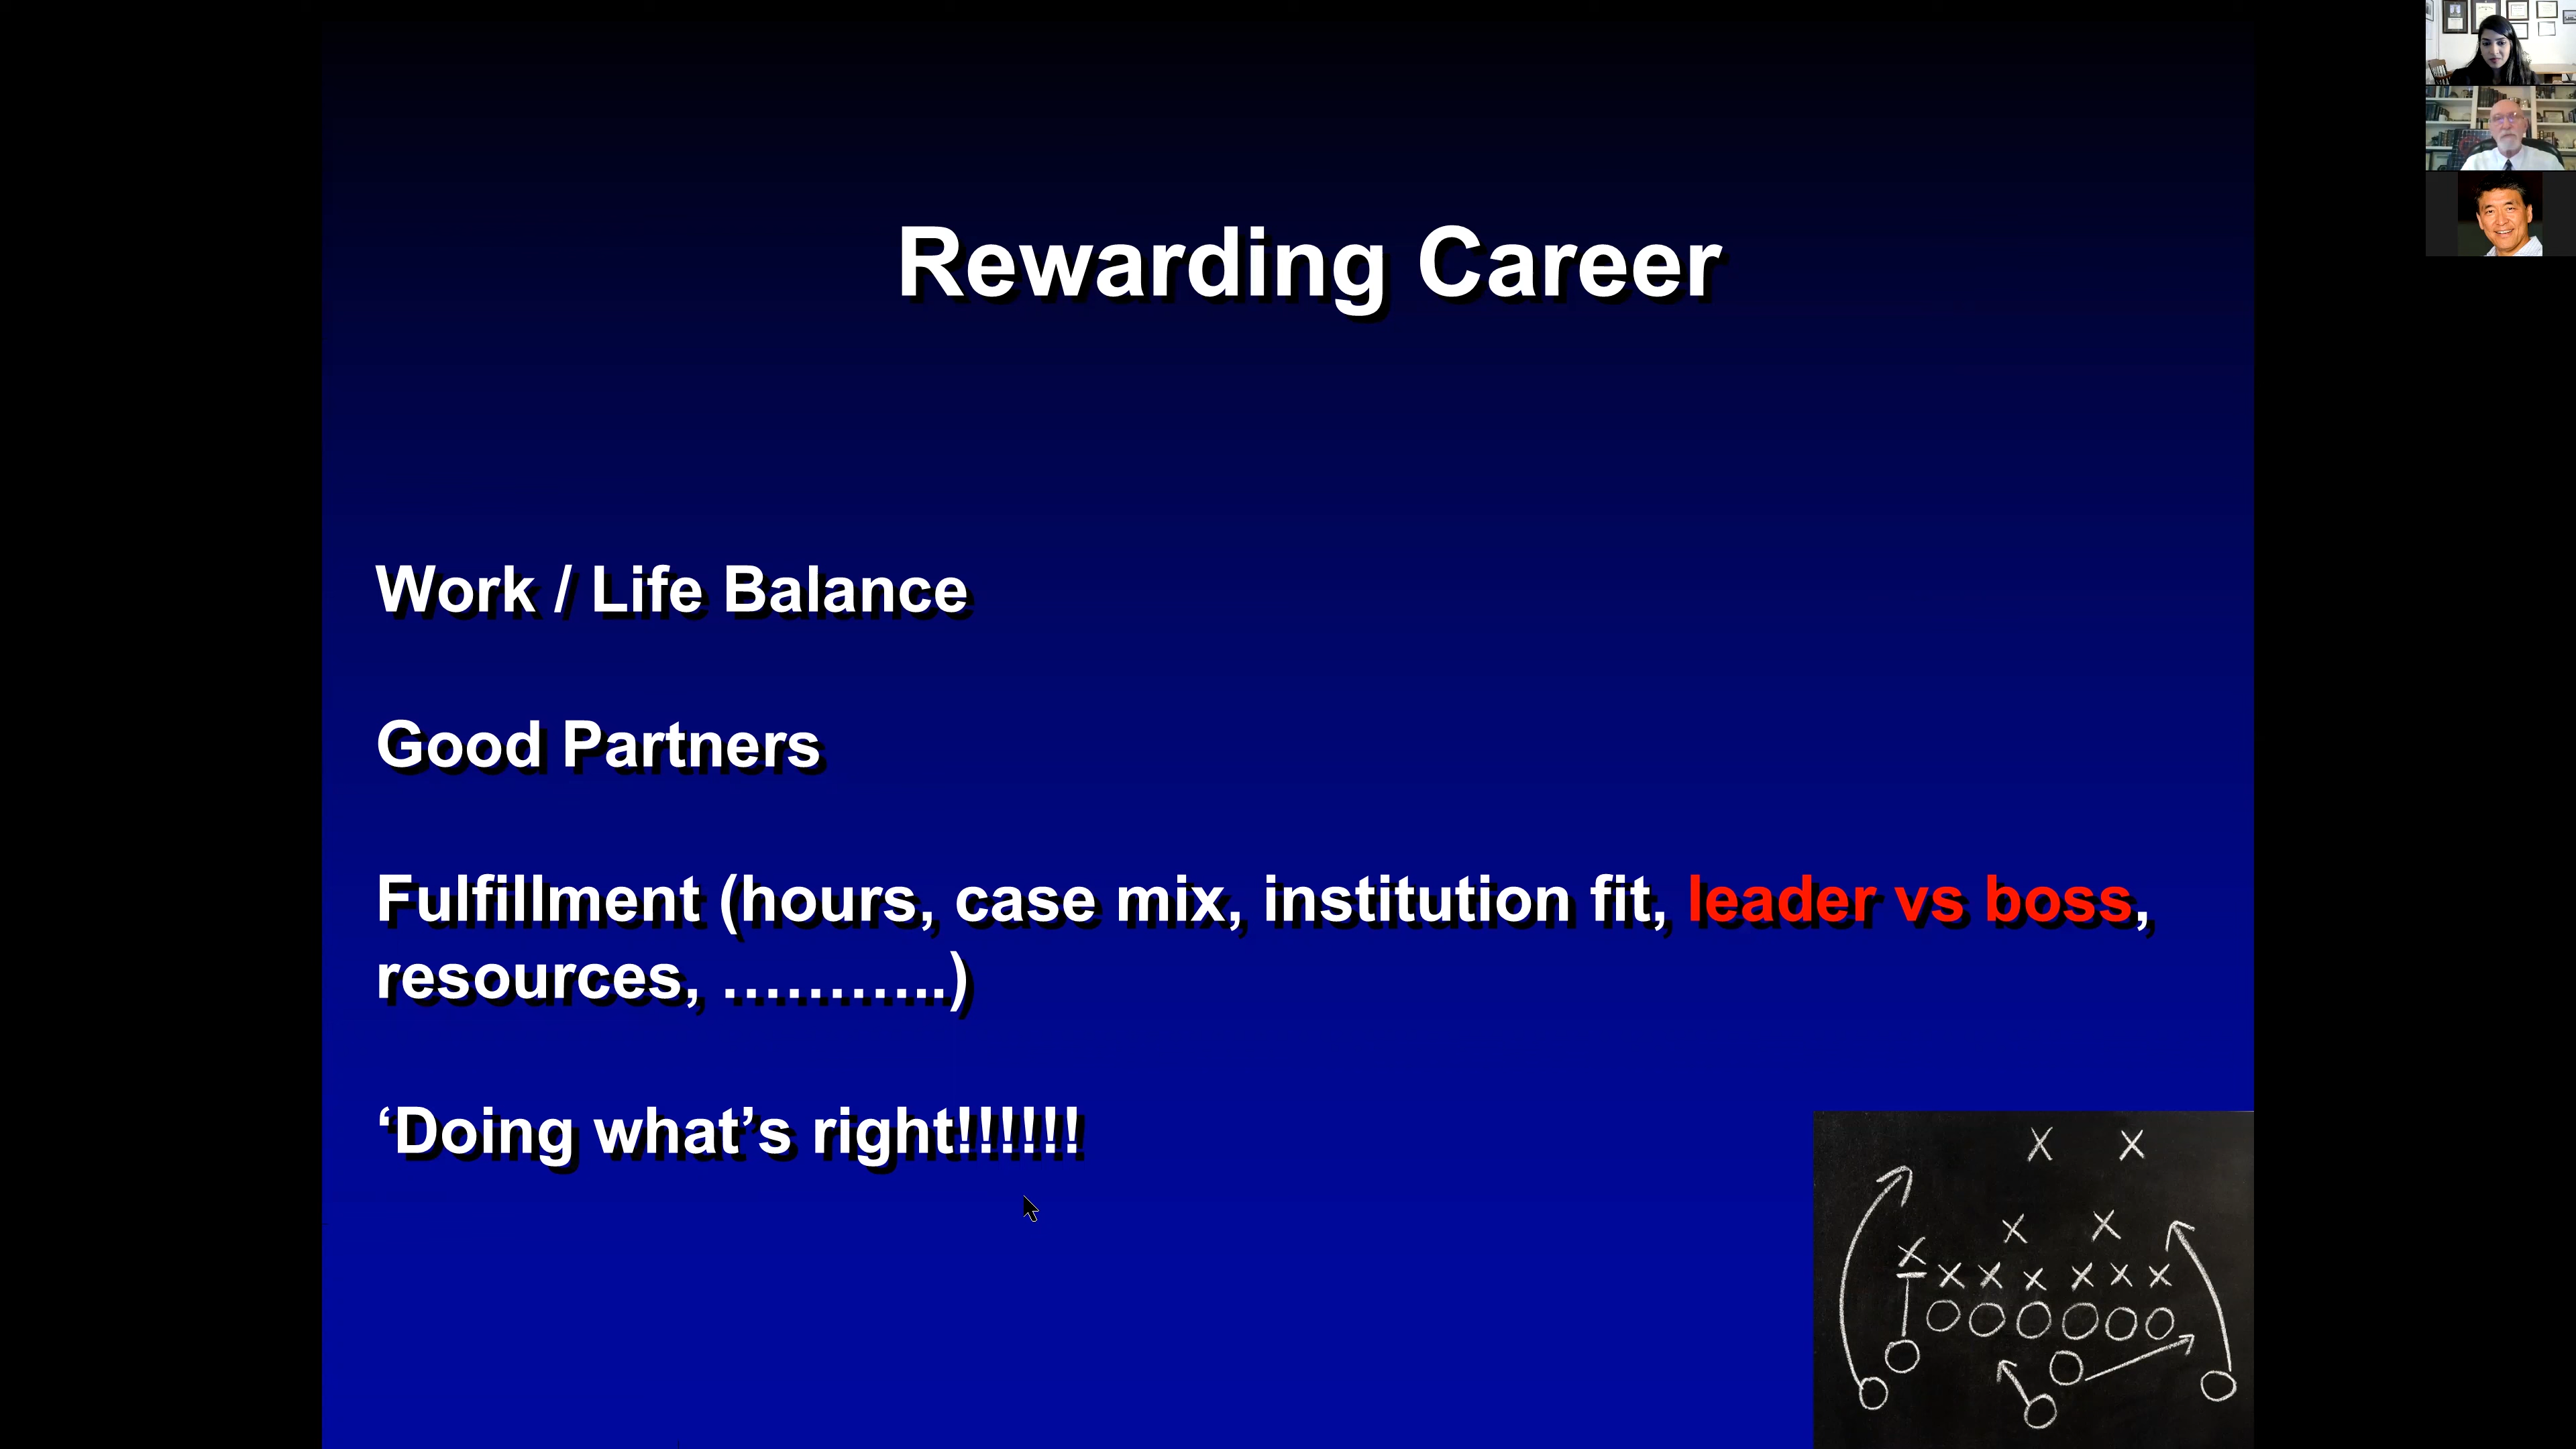 Rewarding Career
Work / Life Balance
Good Partners
Fulfillment (hours, case mix, institution fit, leader vs boss,
resources, ………..)
‘Doing what’s right!!!!!!